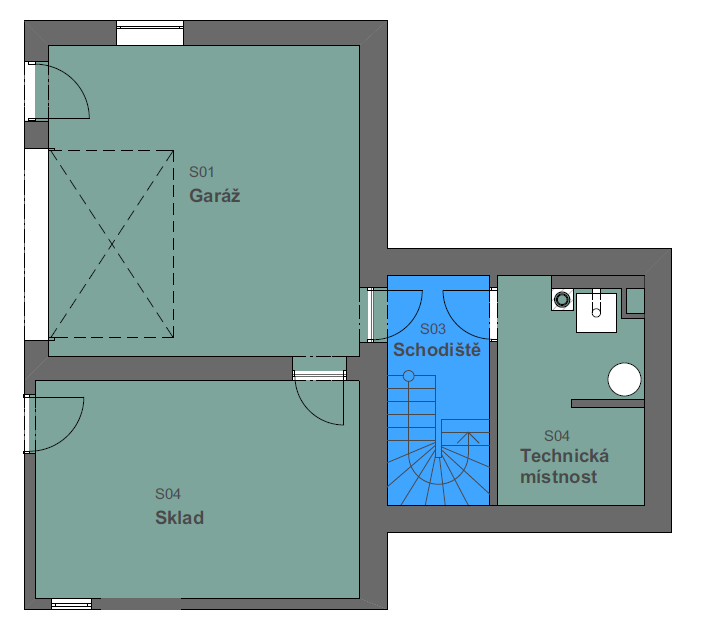 S01
Garáž
S03
Schodiště
S04
Technická
místnost
S04
Sklad